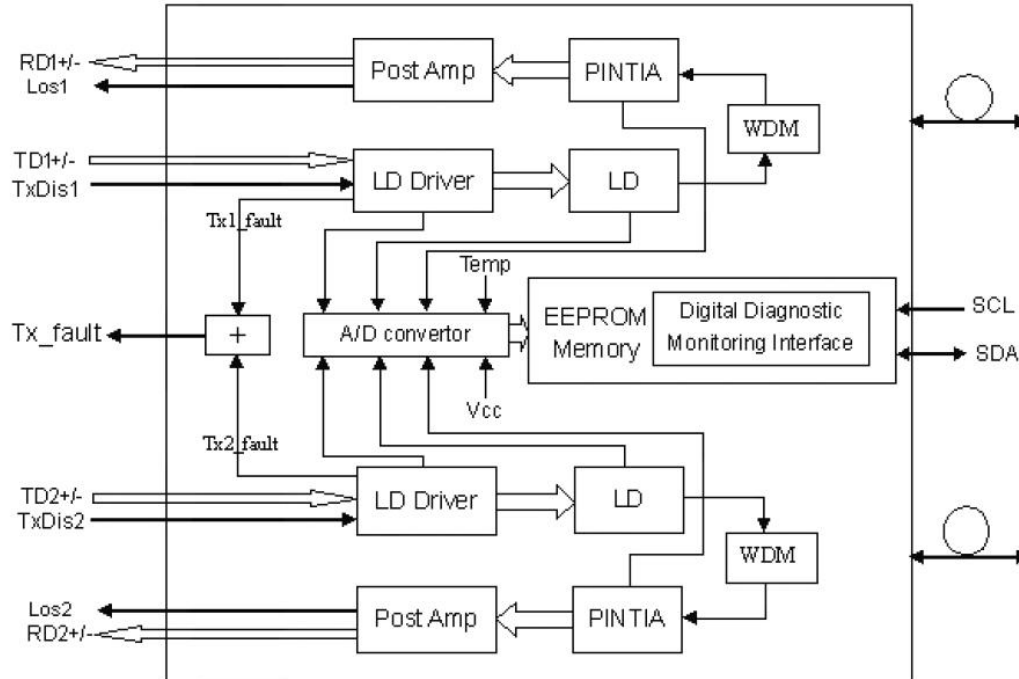 RD1+/-
Los1
Post Amp
PINTIA
WDM
TD1+/-
TxDis1
LD Driver
LD
Tx1_fault
Temp
Tx_fault
+
A/D convertor
EEPROM
Memory
Digital Diagnostic
Monitoring Interface
SCL
SDA
Vcc
Tx2_fault
TD2+/-
TxDis2
LD Driver
LD
WDM
Los2
RD2+/-
Post Amp
PINTIA